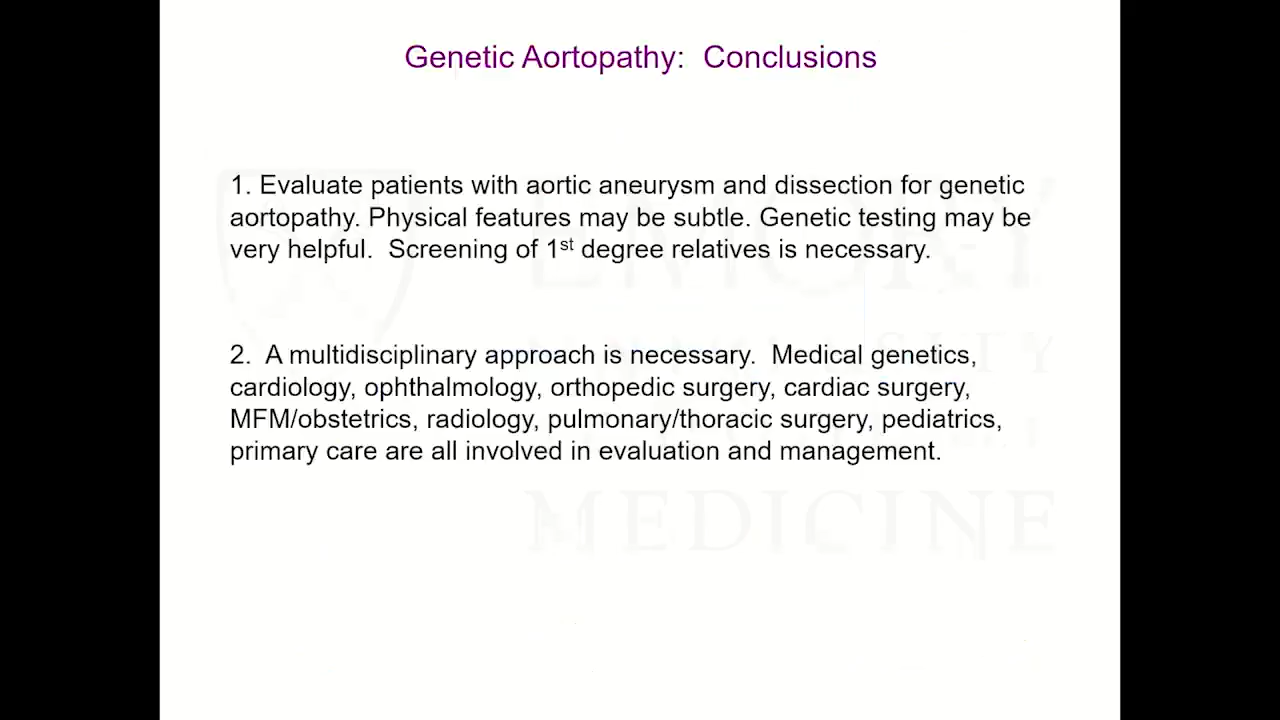 Genetic Aortopathy: Conclusions
1. Evaluate patients with aortic aneurysm and dissection for genetic
aortopathy. Physical features may be subtle. Genetic testing may be
very helpful. Screening of 1st degree relatives is necessary.
2. A multidisciplinary approach is necessary. Medical genetics,
cardiology, ophthalmology, orthopedic surgery, cardiac surgery,
MFM/obstetrics, radiology, pulmonary/thoracic surgery, pediatrics,
primary care are all involved in evaluation and management.
EMORY
MEDICINE